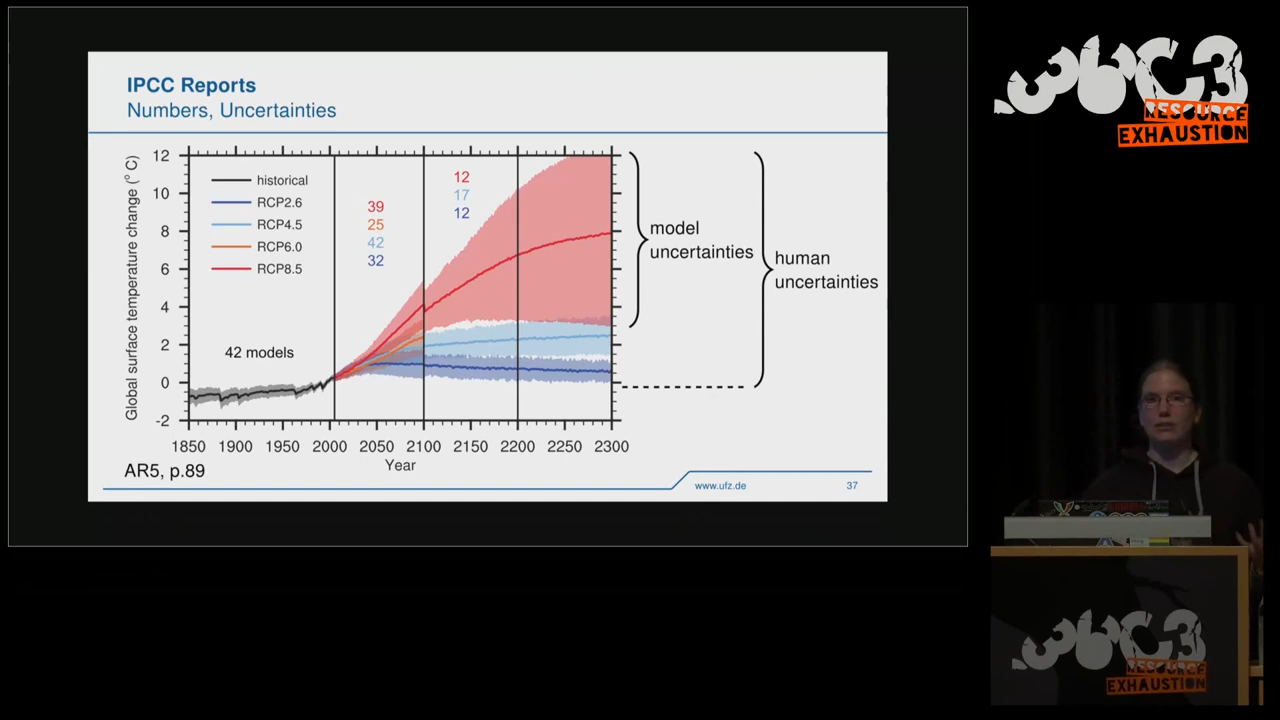 IPCC Reports
Numbers, Uncertainties
Global surface temperature change (° C)
12
10
8
6
4
2
0
-2
historical
RCP2.6
RCP4.5
RCP6.0
RCP8.5
42 models
39
25
42
32
12
17
12
model
uncertainties
human
uncertainties
1850 1900 1950 2000 2050 2100 2150 2200 2250 2300
Year
AR5, p.89
www.ufz.de 37
36C3
RESOURCE
EXHAUSTION
36C3
RESOURCE
EXHAUSTION